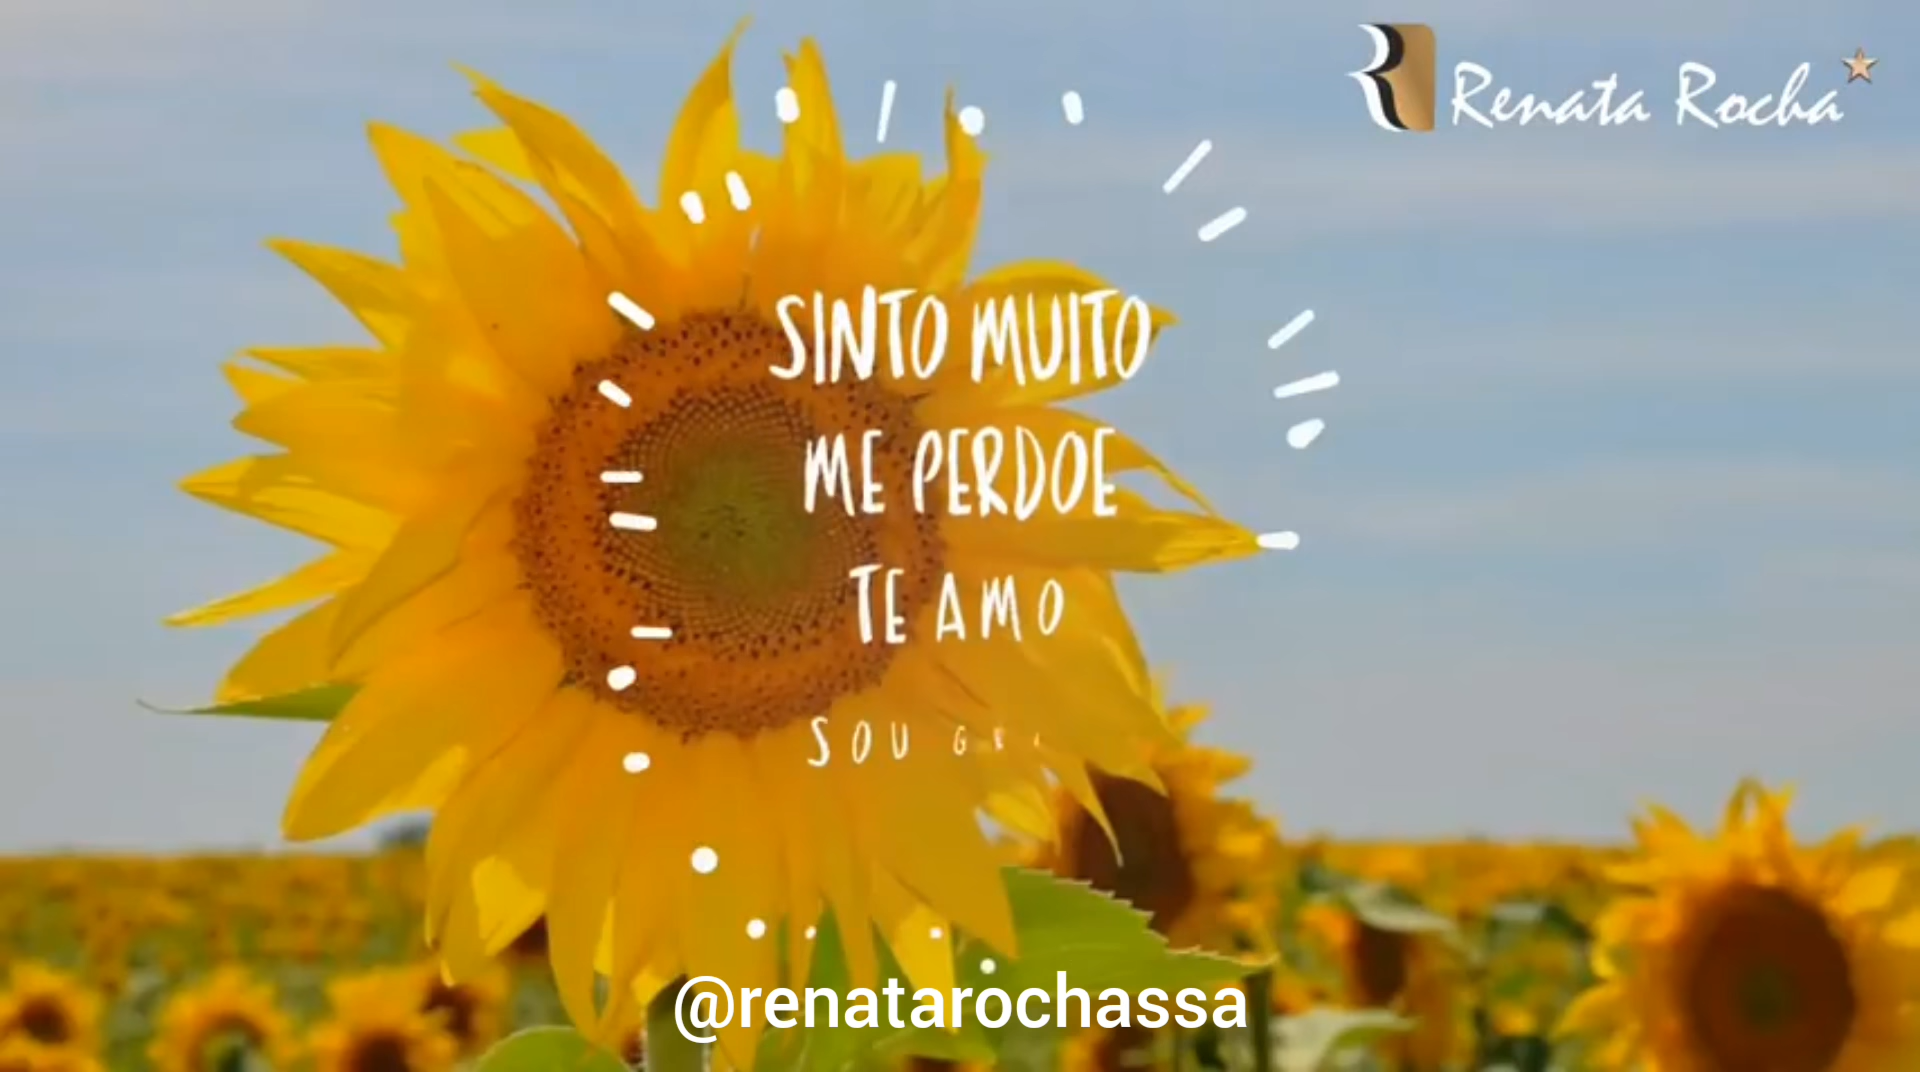 Renata Rocha
SINTO MUITO
ME PERDOE
TE AMO
SOU
@renatarochassa